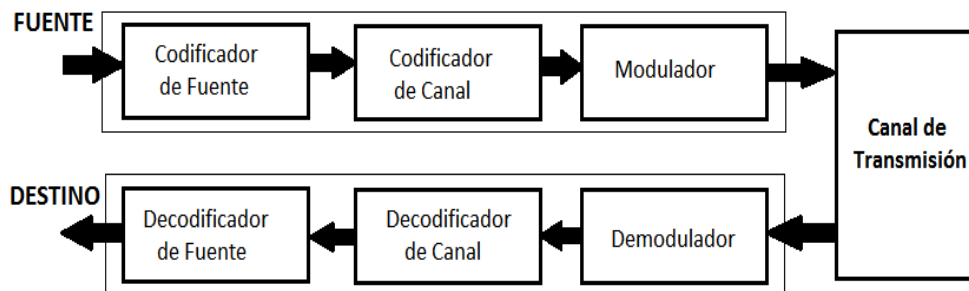 FUENTE
Codificador
de Fuente
Codificador
de Canal
Modulador
Canal de
Transmisión
DESTINO
Decodificador
de Fuente
Decodificador
de Canal
Demodulador